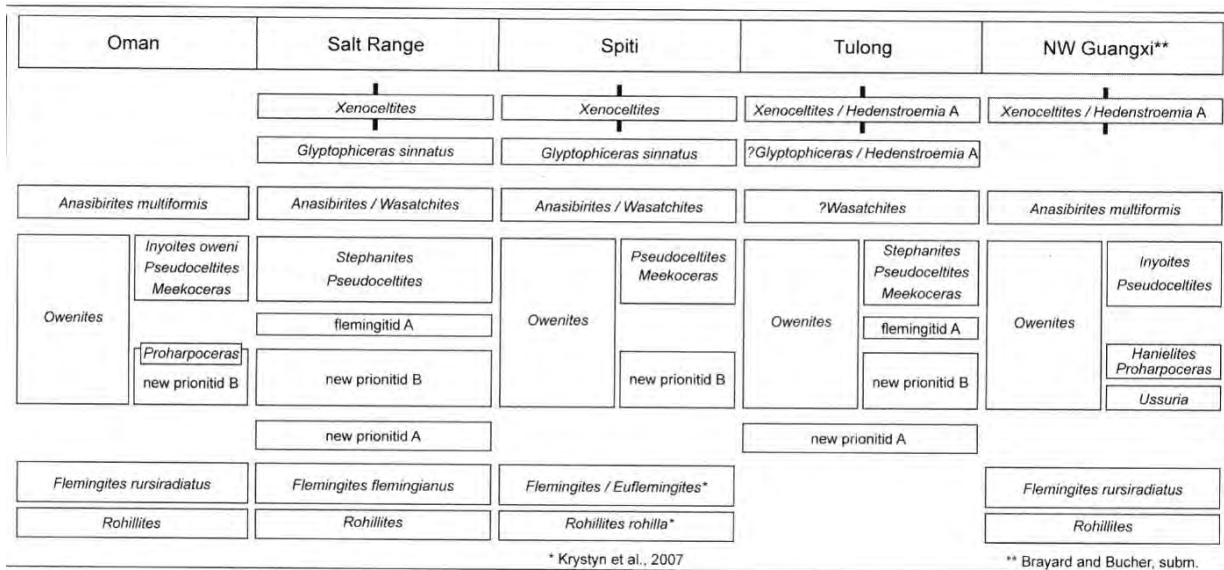 Oman
Salt Range
Spiti
Tulong
NW Guangxi**
Xenoceltites
Xenoceltites
Xenoceltites / Hedenstroemia A
Xenoceltites / Hedenstroemia A
Glyptophiceras sinnatus
Glyptophiceras sinnatus
?Glyptophiceras / Hedenstroemia A
Anasibirites multiformis
Anasibirites / Wasatchites
Anasibirites / Wasatchites
?Wasatchites
Anasibirites multiformis
Owenites
Inyoites oweni
Pseudoceltites
Meekoceras
Proharpoceras
new prionitid B
Stephanites
Pseudoceltites
flemingitid A
new prionitid B
new prionitid A
Owenites
Pseudoceltites
Meekoceras
new prionitid B
Owenites
Stephanites
Pseudoceltites
Meekoceras
flemingitid A
new prionitid B
new prionitid A
Owenites
Inyoites
Pseudoceltites
Hanielites
Proharpoceras
Ussuria
Flemingites rursiradiatus
Flemingites flemingianus
Flemingites / Euflemingites*
Flemingites rursiradiatus
Rohillites
Rohillites
Rohillites rohilla*
Rohillites
* Krystyn et al., 2007
** Brayard and Bucher, subm.